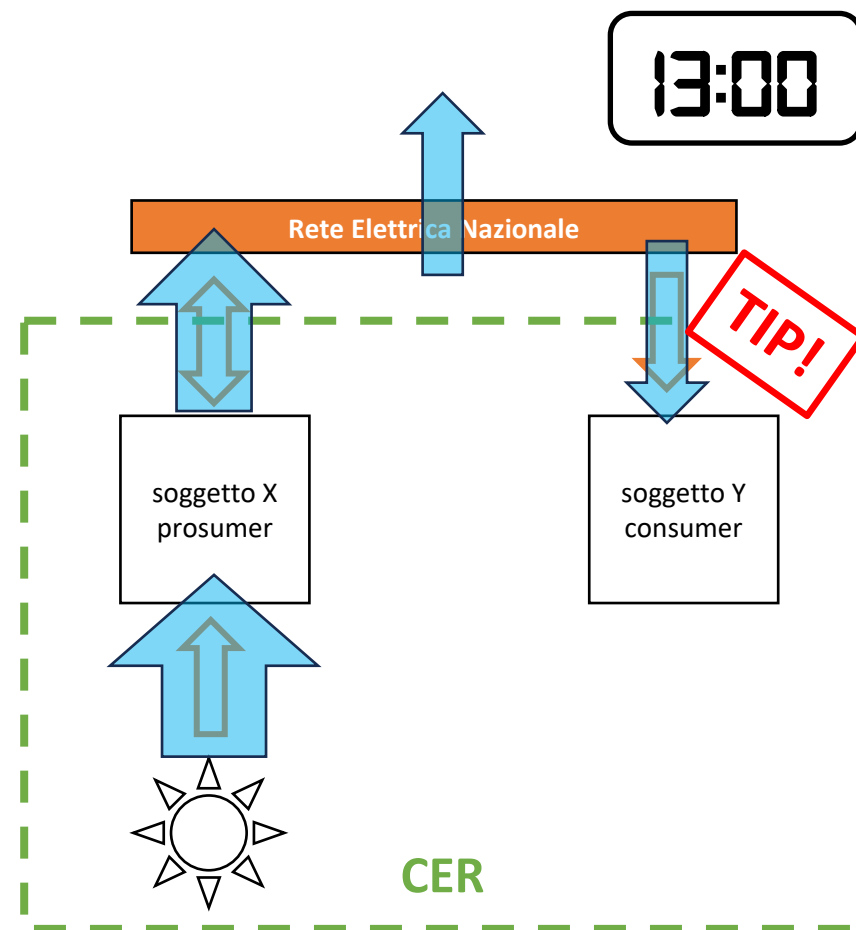 13:00
Rete Elettrica Nazionale
TIP!
soggetto X
prosumer
soggetto Y
consumer
CER